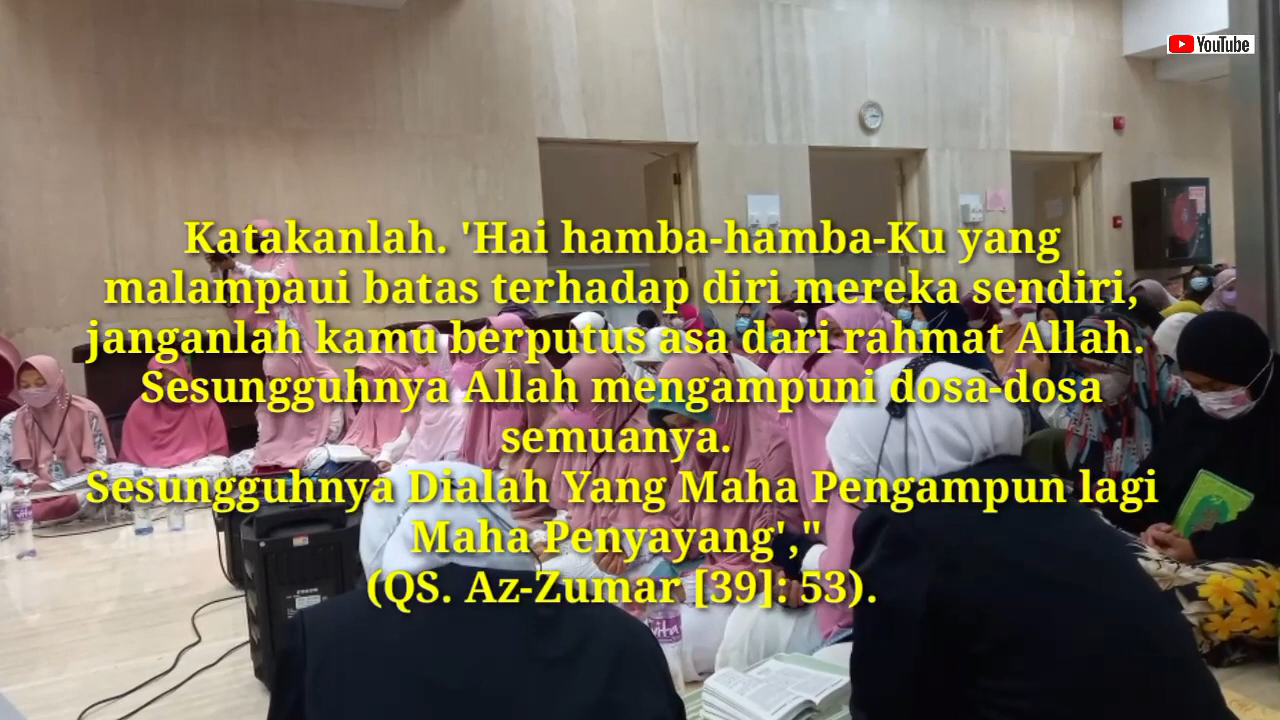 YouTube
Katakanlah. 'Hai hamba-hamba-Ku yang
malampaui batas terhadap diri mereka sendiri,
janganlah kamu berputus asa dari rahmat Allah.
Sesungguhnya Allah mengampuni dosa-dosa
semuanya.
Sesungguhnya Dialah Yang Maha Pengampun lagi
Maha Penyayang',"
(QS. Az-Zumar [39]: 53).
vita